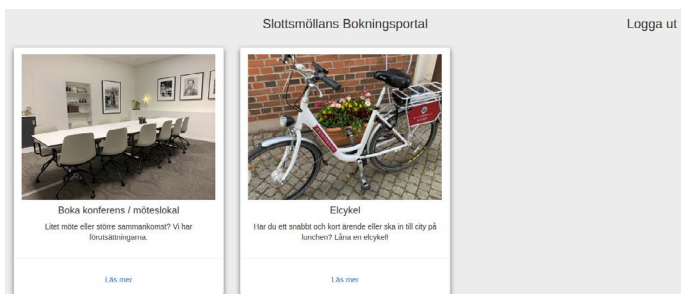 Slottsmöllans Bokningsportal
Logga ut
Boka konferens / möteslokal
Litet möte eller större sammankomst? Vi har
förutsättningarna.
Läs mer
Elcykel
Har du ett snabbt och kort ärende eller ska in till city på
lunchen? Låna en elcykel!
Läs mer